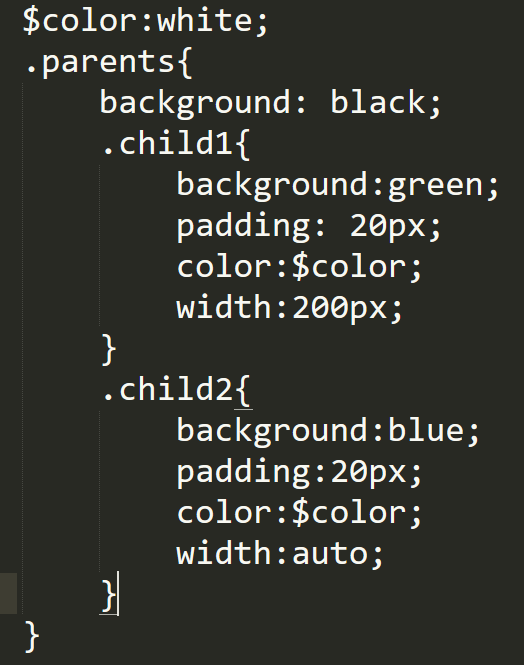 $color:white;
.parents{
    background: black;
    .child1{
        background:green;
        padding: 20px;
        color:$color;
        width:200px;
    }
    .child2{
        background:blue;
        padding:20px;
        color:$color;
        width:auto;
    }
}